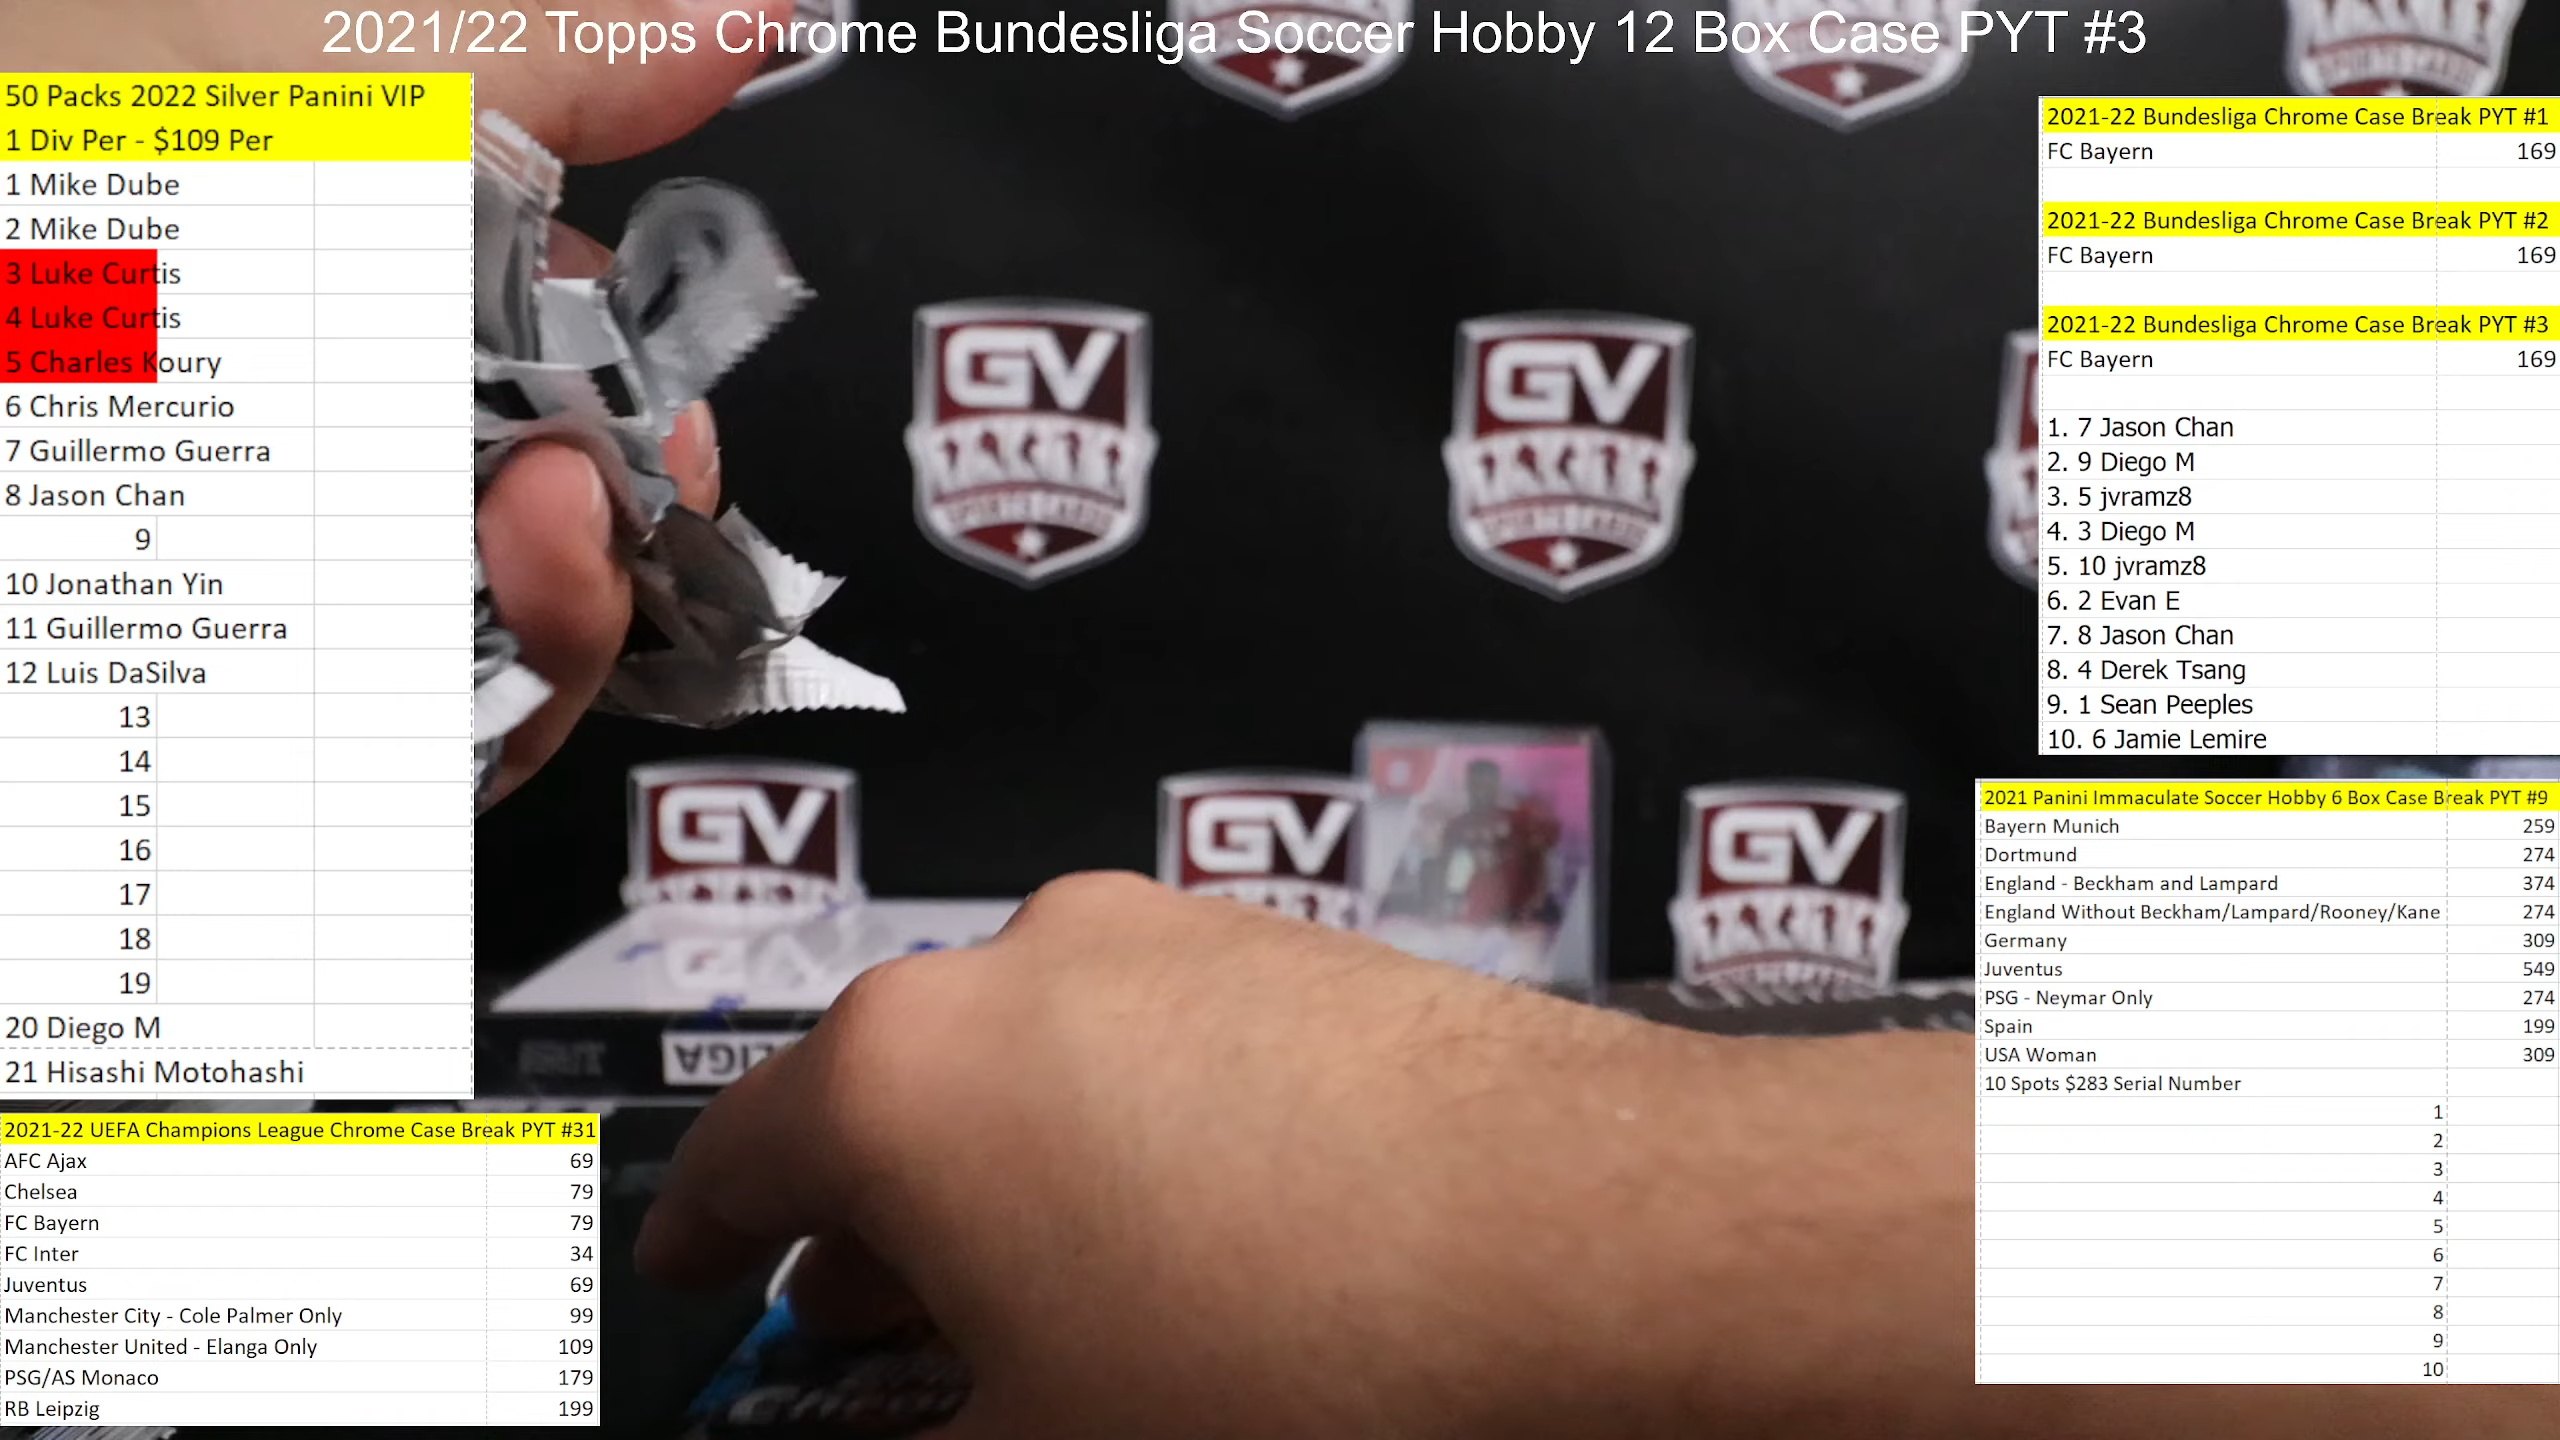 2021/22 Topps Chrome Bundesliga Soccer Hobby 12 Box Case PYT #3
50 Packs 2022 Silver Panini VIP
1 Div Per - $109 Per
1 Mike Dube
2 Mike Dube
3 Luke Curtis
4 Luke Curtis
5 Charles Koury
6 Chris Mercurio
7 Guillermo Guerra
8 Jason Chan
9
10 Jonathan Yin
11 Guillermo Guerra
12 Luis DaSilva
13
14
15
16
17
18
19
20 Diego M
21 Hisashi Motohashi
2021-22 UEFA Champions League Chrome Case Break PYT #31
AFC Ajax 69
Chelsea 79
FC Bayern 79
FC Inter 34
Juventus 69
Manchester City - Cole Palmer Only 99
Manchester United - Elanga Only 109
PSG/AS Monaco 179
RB Leipzig 199
GV
GV
GV
GV
GV
2021-22 Bundesliga Chrome Case Break PYT #1
FC Bayern 169
2021-22 Bundesliga Chrome Case Break PYT #2
FC Bayern 169
2021-22 Bundesliga Chrome Case Break PYT #3
FC Bayern 169
1. 7 Jason Chan
2. 9 Diego M
3. 5 jvramz8
4. 3 Diego M
5. 10 jvramz8
6. 2 Evan E
7. 8 Jason Chan
8. 4 Derek Tsang
9. 1 Sean Peeples
10. 6 Jamie Lemire
2021 Panini Immaculate Soccer Hobby 6 Box Case Break PYT #9
Bayern Munich 259
Dortmund 274
England - Beckham and Lampard 374
England Without Beckham/Lampard/Rooney/Kane 274
Germany 309
Juventus 549
PSG - Neymar Only 274
Spain 199
USA Woman 309
10 Spots $283 Serial Number
1
2
3
4
5
6
7
8
9
10